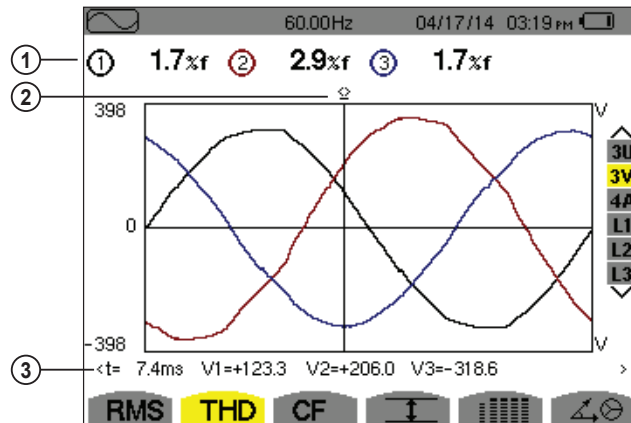 60.00Hz 04/17/14 03:19 PM
① ① 1.7%f ② 2.9%f ③ 1.7%f
②
398 V
3U
3V
4A
L1
0
L2
L3
-398 V
③ <t= 7.4ms V1=+123.3 V2=+206.0 V3=-318.6 >
RMS THD CF